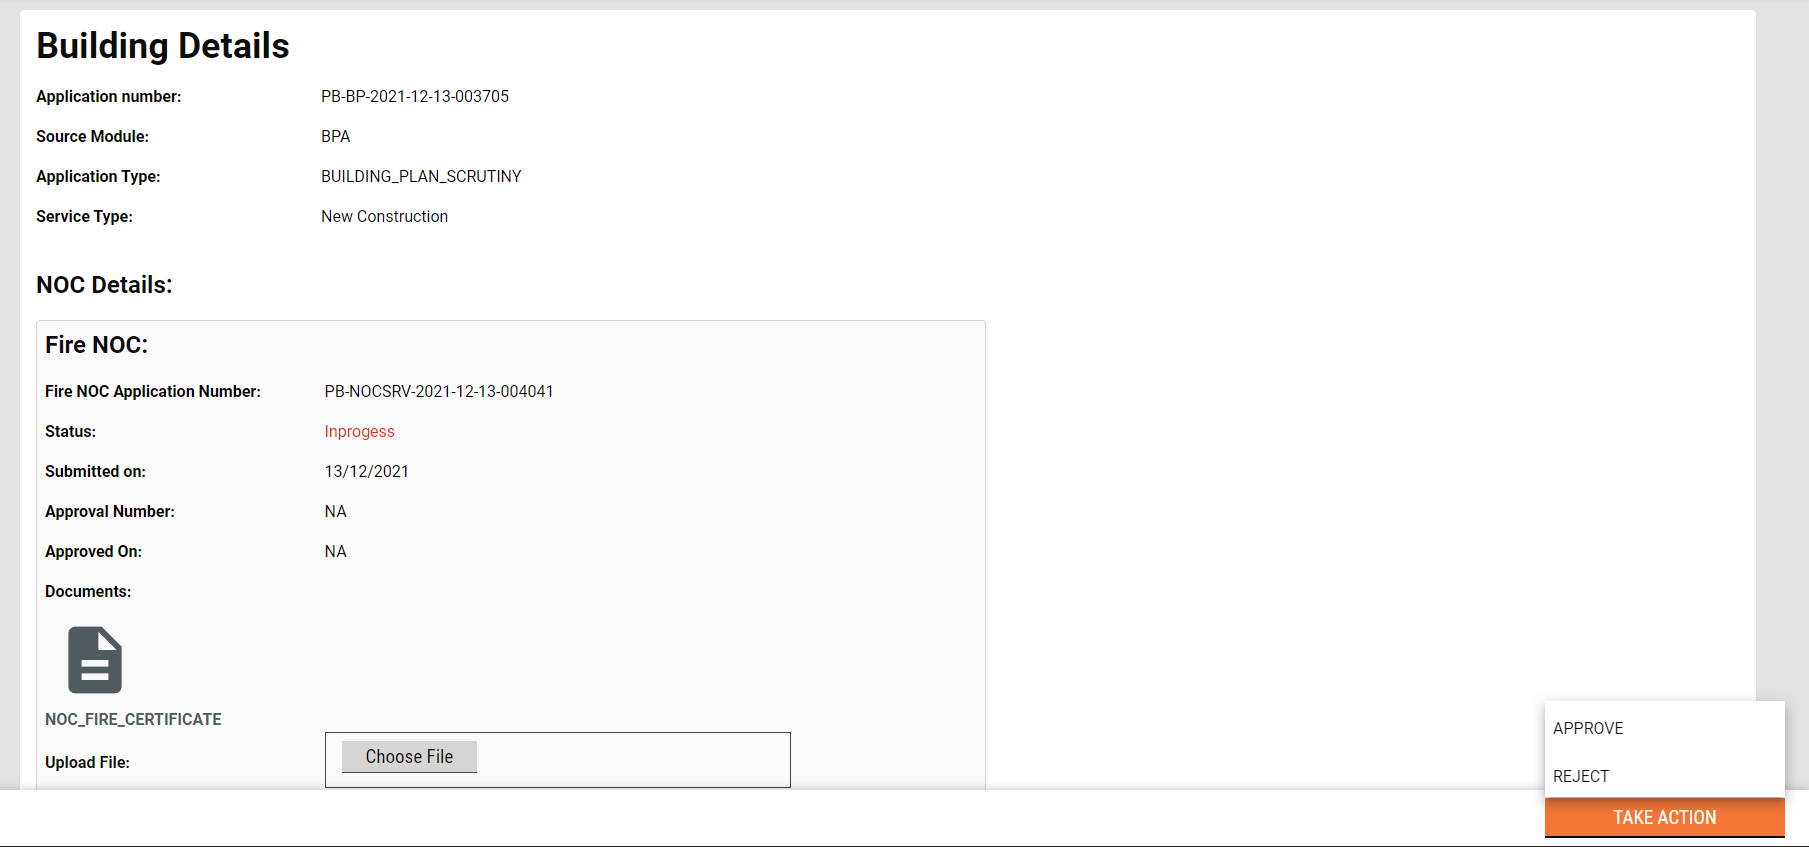 Building Details
Application number: PB-BP-2021-12-13-003705
Source Module: BPA
Application Type: BUILDING_PLAN_SCRUTINY
Service Type: New Construction
NOC Details:
Fire NOC:
Fire NOC Application Number: PB-NOCSRV-2021-12-13-004041
Status: Inprogess
Submitted on: 13/12/2021
Approval Number: NA
Approved On: NA
Documents:
NOC_FIRE_CERTIFICATE
Upload File: Choose File
APPROVE
REJECT
TAKE ACTION